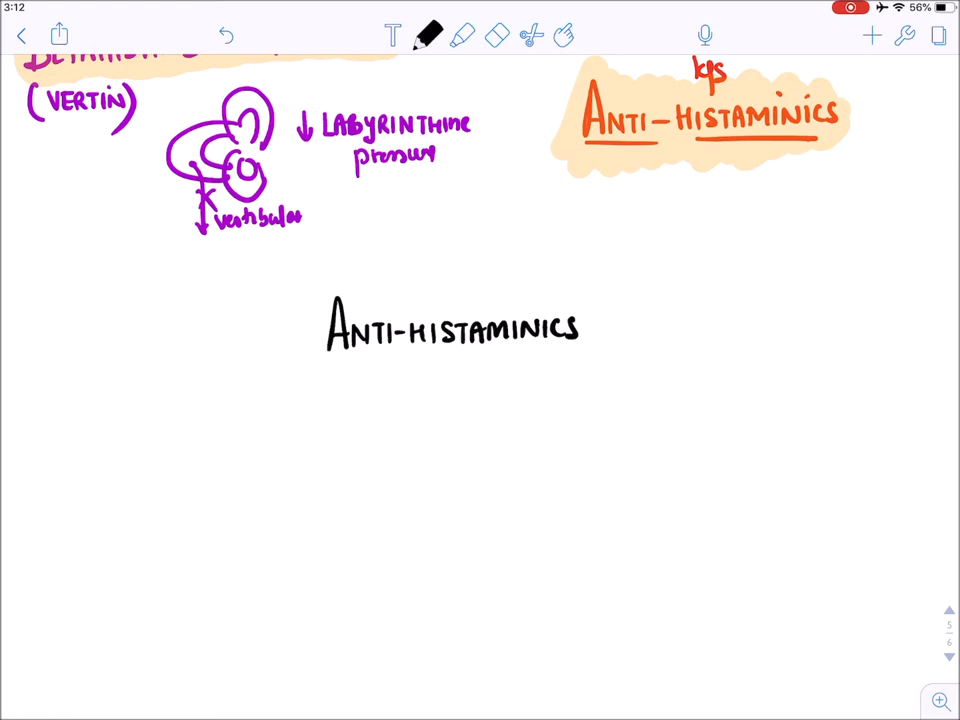 3:12
56%
T
(VERTIN)
↓ LABYRINTHINE
pressure
vestibular
kps
ANTI-HISTAMINICS
ANTI-HISTAMINICS
5
6